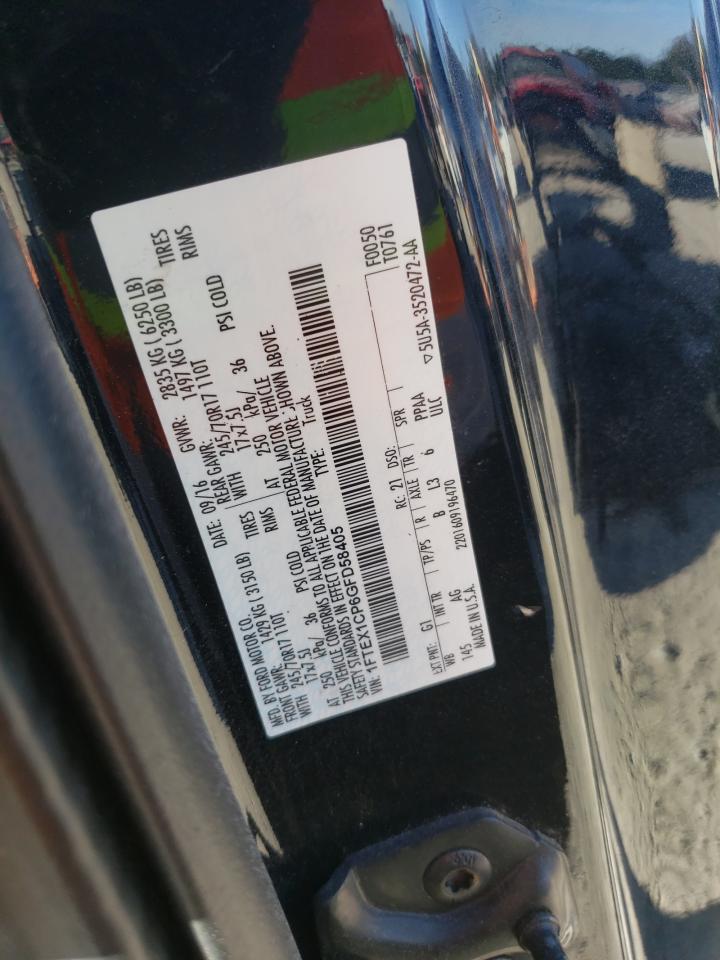 MFD. BY FORD MOTOR CO.
DATE: 09/16 GVWR: 2835 KG ( 6250 LB)
FRONT GAWR: 1429 KG ( 3150 LB) REAR GAWR: 1497 KG ( 3300 LB)
WITH 245/70R17 110T TIRES WITH 245/70R17 110T TIRES
17x7.5J RIMS 17x7.5J RIMS
AT 250 kPa/ 36 PSI COLD AT 250 kPa/ 36 PSI COLD
THIS VEHICLE CONFORMS TO ALL APPLICABLE FEDERAL MOTOR VEHICLE
SAFETY STANDARDS IN EFFECT ON THE DATE OF MANUFACTURE SHOWN ABOVE.
VIN: 1FTEX1CP6GFD58405 TYPE: Truck
F0050
T0761
EXT PNT: G1 RC: 21 DSO:
WB INT TR TP/PS R AXLE TR SPR
145 AG B L3 6 PPAA
MADE IN U.S.A. 2201609196470 ULC
▽5U5A-3520472-AA